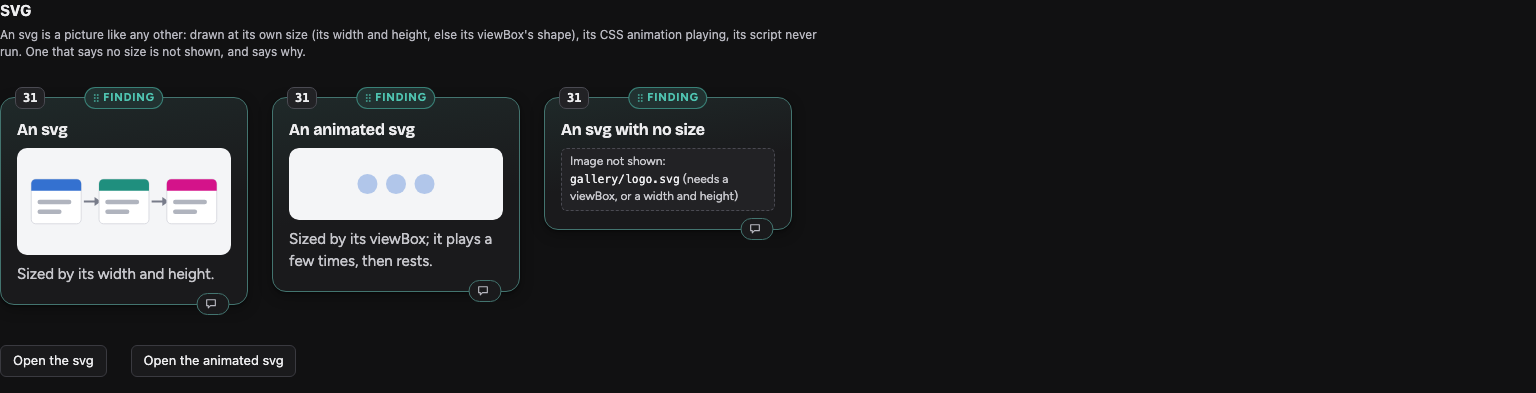 SVG
An svg is a picture like any other: drawn at its own size (its width and height, else its viewBox's shape), its CSS animation playing, its script never
run. One that says no size is not shown, and says why.
31
FINDING
An svg
Sized by its width and height.
31
FINDING
An animated svg
Sized by its viewBox; it plays a
few times, then rests.
31
FINDING
An svg with no size
Image not shown:
gallery/logo.svg (needs a
viewBox, or a width and height)
Open the svg
Open the animated svg